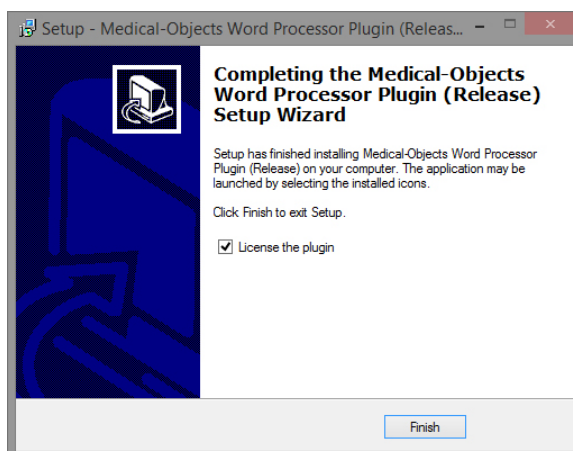 Setup - Medical-Objects Word Processor Plugin (Releas...
Completing the Medical-Objects
Word Processor Plugin (Release)
Setup Wizard
Setup has finished installing Medical-Objects Word Processor
Plugin (Release) on your computer. The application may be
launched by selecting the installed icons.
Click Finish to exit Setup.
License the plugin
Finish